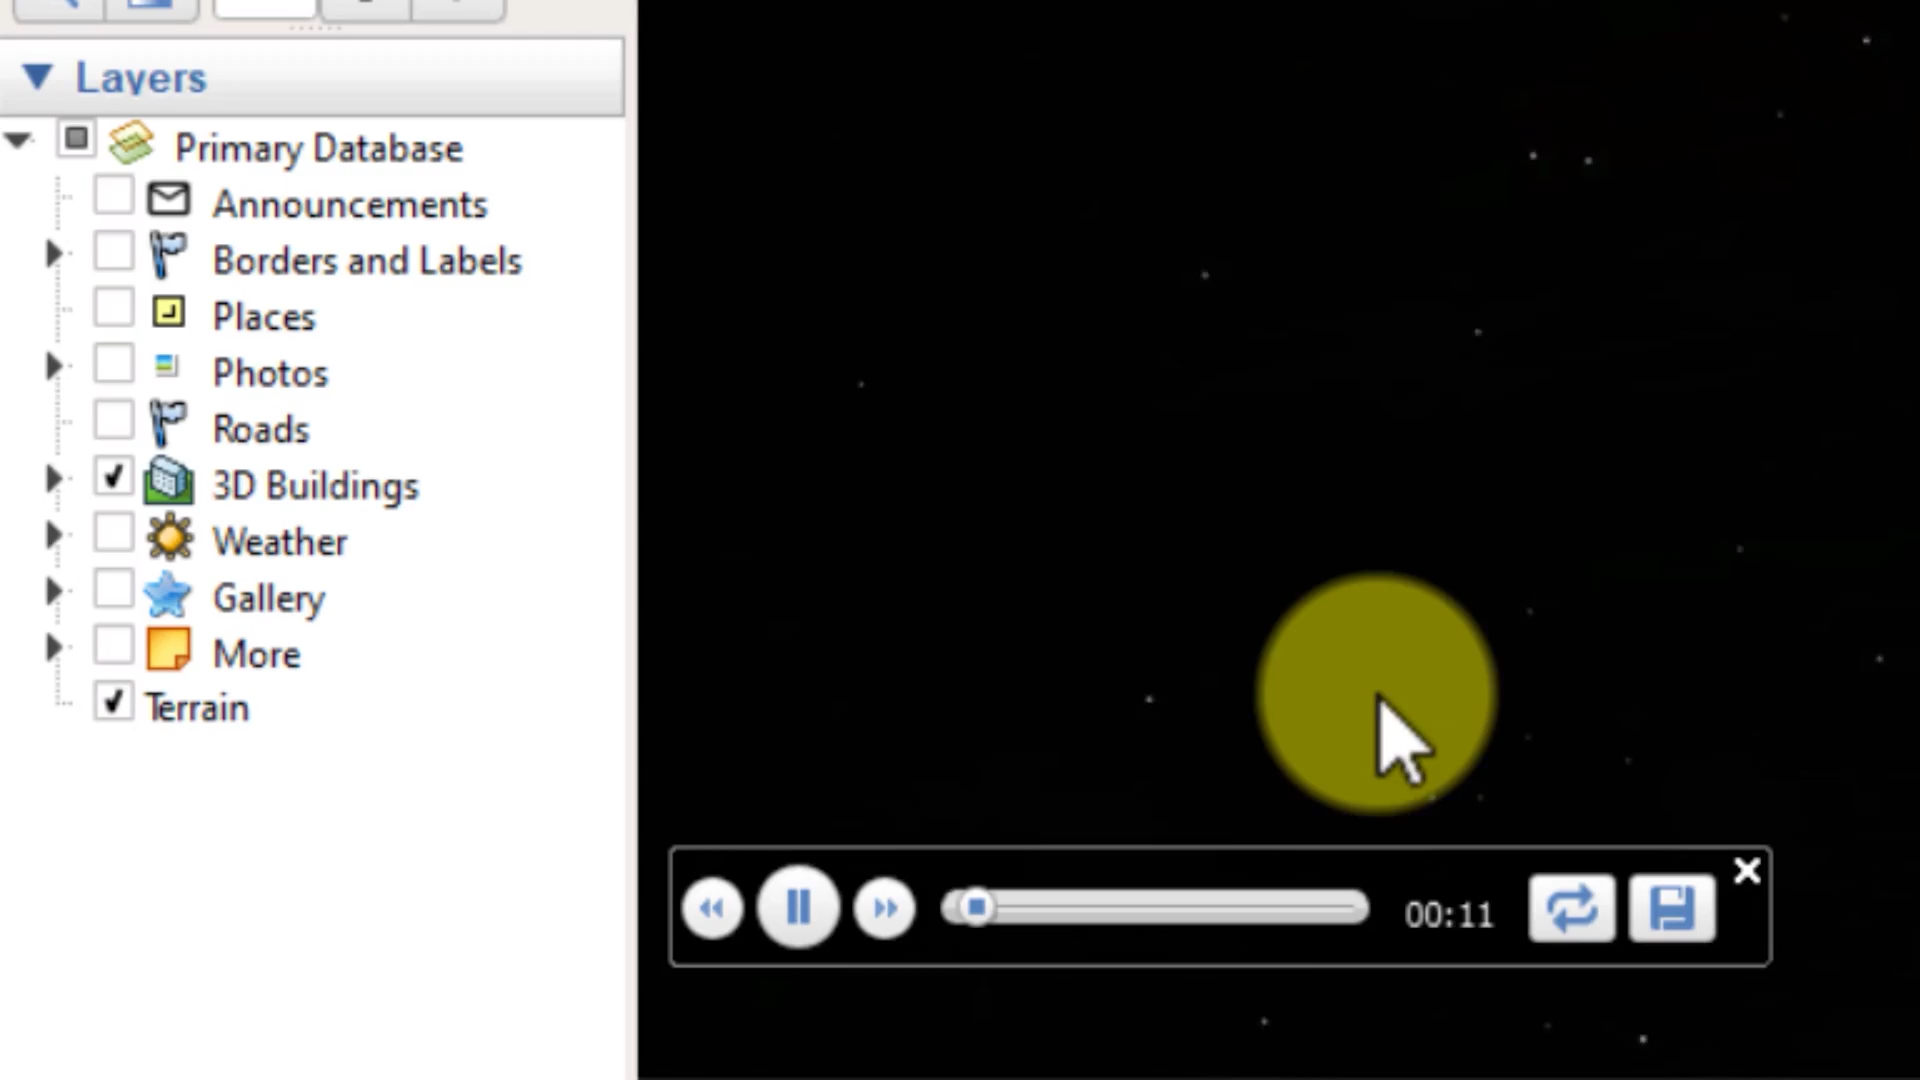 Layers
Primary Database
Announcements
Borders and Labels
Places
Photos
Roads
3D Buildings
Weather
Gallery
More
Terrain
00:11